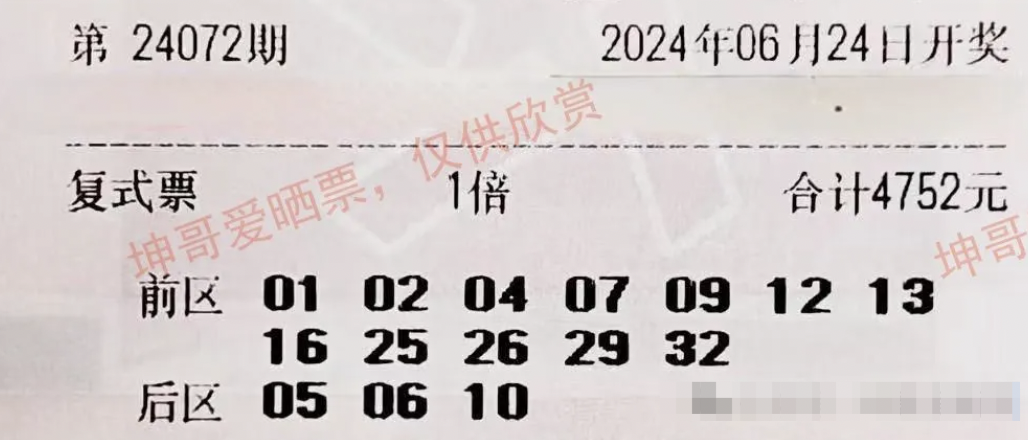 第 24072期 2024年06月24日开奖
坤哥爱晒票，仅供欣赏
复式票 1倍 合计4752元
坤哥
前区 01 02 04 07 09 12 13
16 25 26 29 32
后区 05 06 10